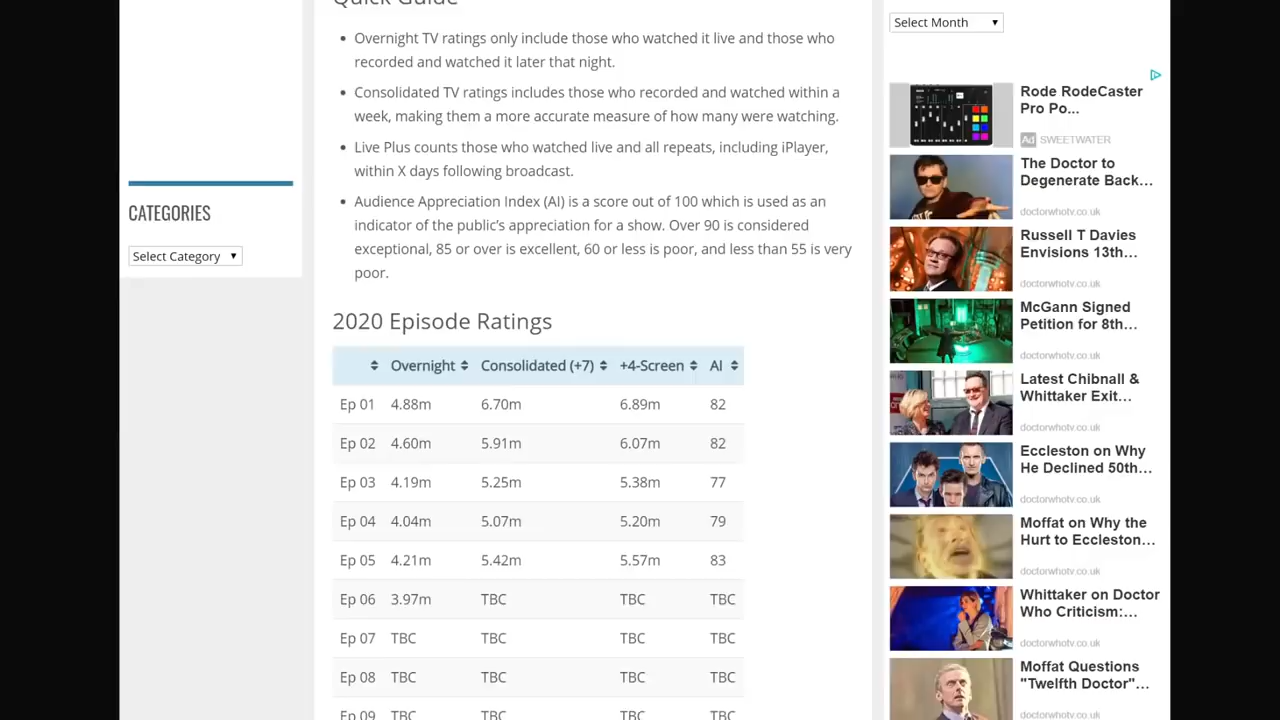 Quick Guide
Overnight TV ratings only include those who watched it live and those who
recorded and watched it later that night.
Consolidated TV ratings includes those who recorded and watched within a
week, making them a more accurate measure of how many were watching.
Live Plus counts those who watched live and all repeats, including iPlayer,
within X days following broadcast.
Audience Appreciation Index (AI) is a score out of 100 which is used as an
indicator of the public’s appreciation for a show. Over 90 is considered
exceptional, 85 or over is excellent, 60 or less is poor, and less than 55 is very
poor.
CATEGORIES
Select Category
2020 Episode Ratings
Overnight Consolidated (+7) +4-Screen AI
Ep 01 4.88m 6.70m 6.89m 82
Ep 02 4.60m 5.91m 6.07m 82
Ep 03 4.19m 5.25m 5.38m 77
Ep 04 4.04m 5.07m 5.20m 79
Ep 05 4.21m 5.42m 5.57m 83
Ep 06 3.97m TBC TBC TBC
Ep 07 TBC TBC TBC TBC
Ep 08 TBC TBC TBC TBC
Ep 09 TBC TBC TBC TBC
Select Month
Rode RodeCaster
Pro Po...
Ad SWEETWATER
The Doctor to
Degenerate Back...
doctorwhotv.co.uk
Russell T Davies
Envisions 13th...
doctorwhotv.co.uk
McGann Signed
Petition for 8th...
doctorwhotv.co.uk
Latest Chibnall &
Whittaker Exit...
doctorwhotv.co.uk
Eccleston on Why
He Declined 50th...
doctorwhotv.co.uk
Moffat on Why the
Hurt to Eccleston...
doctorwhotv.co.uk
Whittaker on Doctor
Who Criticism:...
doctorwhotv.co.uk
Moffat Questions
"Twelfth Doctor"...
doctorwhotv.co.uk